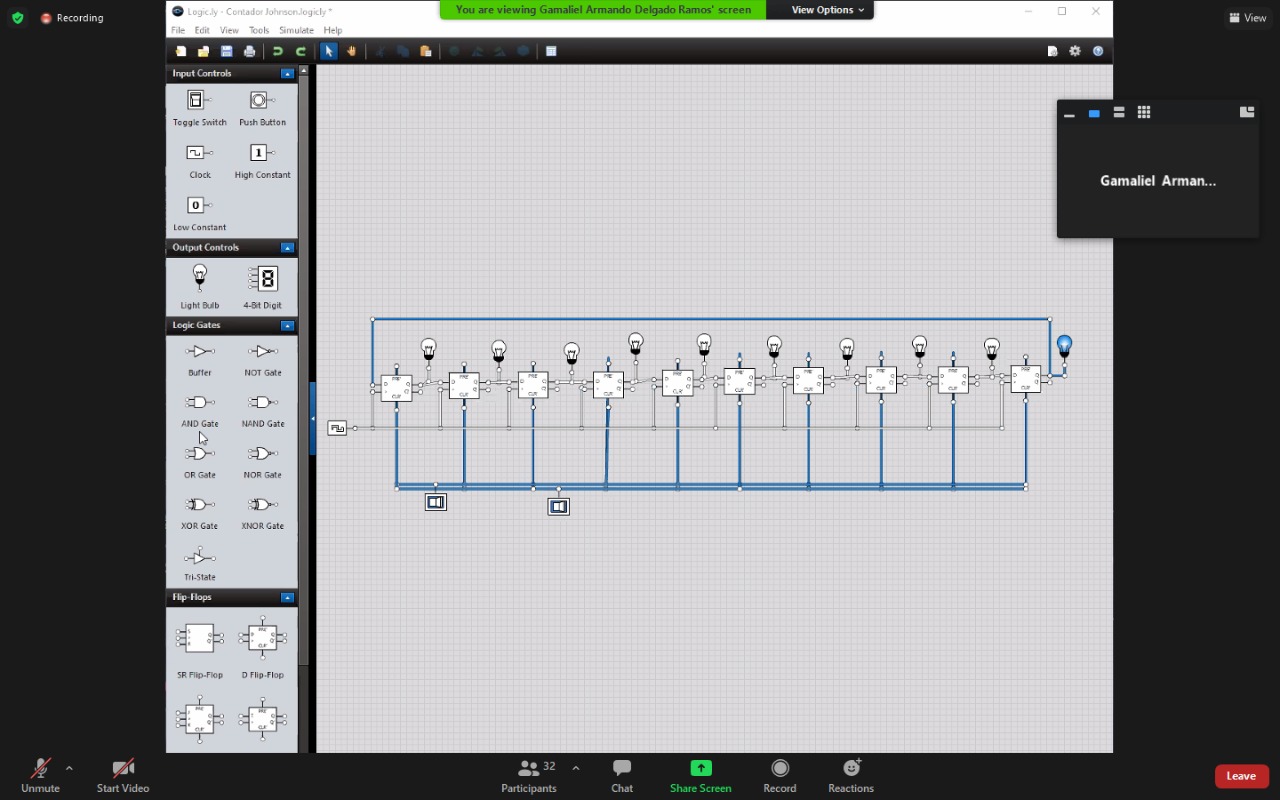 Recording
Logic.ly - Contador Johnson.logicly *
You are viewing Gamaliel Armando Delgado Ramos' screen
View Options
View
File Edit View Tools Simulate Help
Input Controls
Toggle Switch Push Button
1
Clock High Constant
0
Low Constant
Output Controls
8
Light Bulb 4-Bit Digit
Logic Gates
Buffer NOT Gate
AND Gate NAND Gate
OR Gate NOR Gate
XOR Gate XNOR Gate
Tri-State
Flip-Flops
SR Flip-Flop D Flip-Flop
Gamaliel Arman...
Unmute
Start Video
32
Participants
Chat
Share Screen
Record
Reactions
Leave